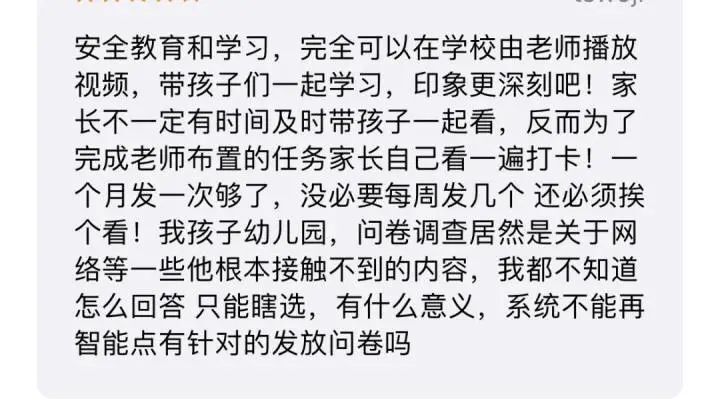 安全教育和学习，完全可以在学校由老师播放
视频，带孩子们一起学习，印象更深刻吧！家
长不一定有时间及时带孩子一起看，反而为了
完成老师布置的任务家长自己看一遍打卡！一
个月发一次够了，没必要每周发几个 还必须挨
个看！我孩子幼儿园，问卷调查居然是关于网
络等一些他根本接触不到的内容，我都不知道
怎么回答 只能瞎选，有什么意义，系统不能再
智能点有针对的发放问卷吗